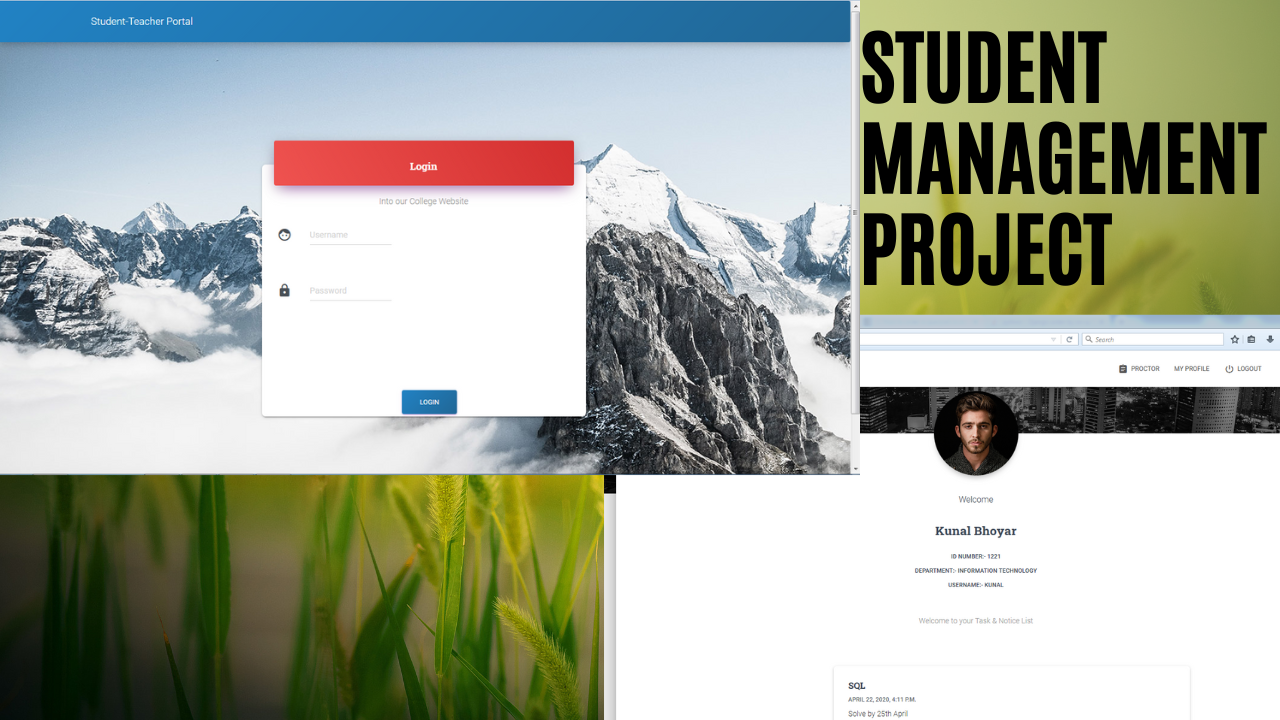 Student-Teacher Portal
Login
Into our College Website
Username
Password
LOGIN
STUDENT
MANAGEMENT
PROJECT
Search
PROCTOR
MY PROFILE
LOGOUT
Welcome
Kunal Bhoyar
ID NUMBER:- 1221
DEPARTMENT:- INFORMATION TECHNOLOGY
USERNAME:- KUNAL
Welcome to your Task & Notice List
SQL
APRIL 22, 2020, 4:11 P.M.
Solve by 25th April